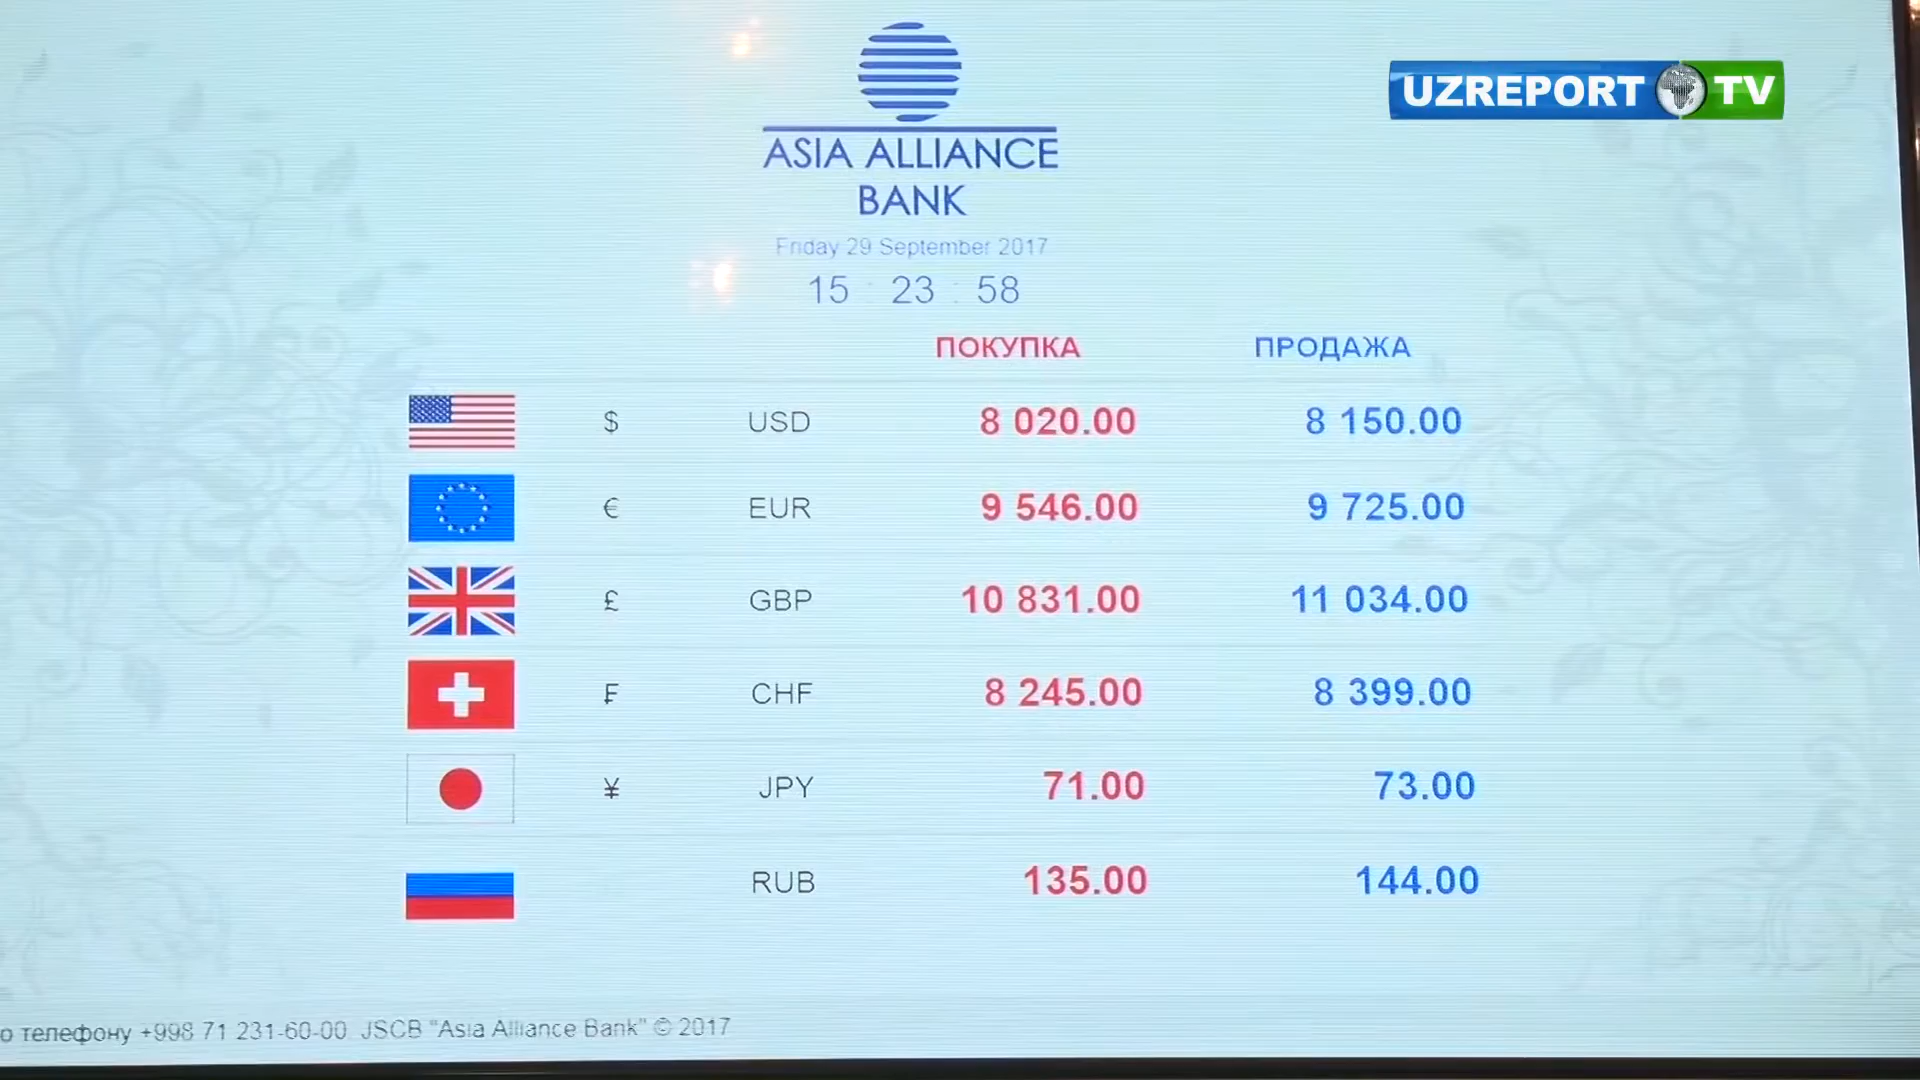 UZREPORT TV
ASIA ALLIANCE
BANK
Friday 29 September 2017
15 : 23 : 58
ПОКУПКА ПРОДАЖА
$ USD 8 020.00 8 150.00
€ EUR 9 546.00 9 725.00
£ GBP 10 831.00 11 034.00
₣ CHF 8 245.00 8 399.00
¥ JPY 71.00 73.00
RUB 135.00 144.00
о телефону +998 71 231-60-00. JSCB "Asia Alliance Bank" © 2017